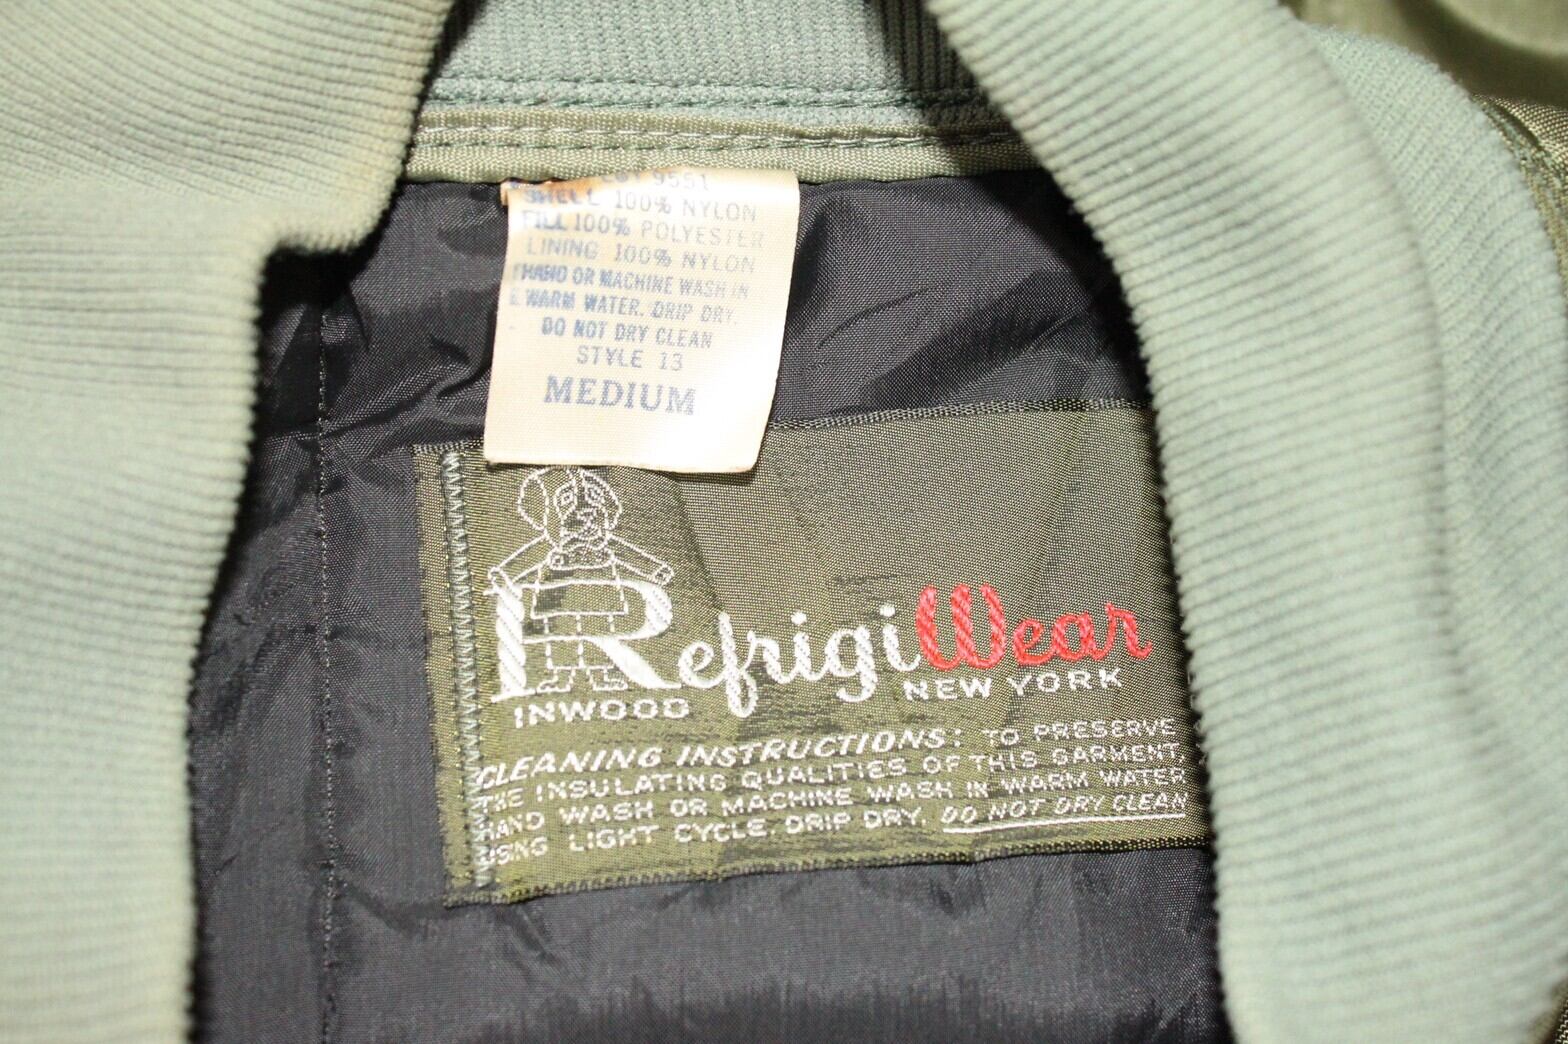 9551
SHELL 100% NYLON
FILL 100% POLYESTER
LINING 100% NYLON
HAND OR MACHINE WASH IN
WARM WATER. DRIP DRY.
DO NOT DRY CLEAN
STYLE 13
MEDIUM
RefrigiWear
INWOOD NEW YORK
CLEANING INSTRUCTIONS: TO PRESERVE
THE INSULATING QUALITIES OF THIS GARMENT
HAND WASH OR MACHINE WASH IN WARM WATER
USING LIGHT CYCLE. DRIP DRY. DO NOT DRY CLEAN